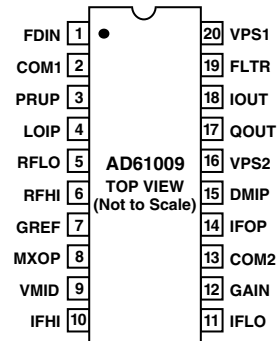 FDIN 1 20 VPS1
COM1 2 19 FLTR
PRUP 3 18 IOUT
LOIP 4 17 QOUT
RFLO 5 AD61009 16 VPS2
RFHI 6 TOP VIEW 15 DMIP
GREF 7 (Not to Scale) 14 IFOP
MXOP 8 13 COM2
VMID 9 12 GAIN
IFHI 10 11 IFLO